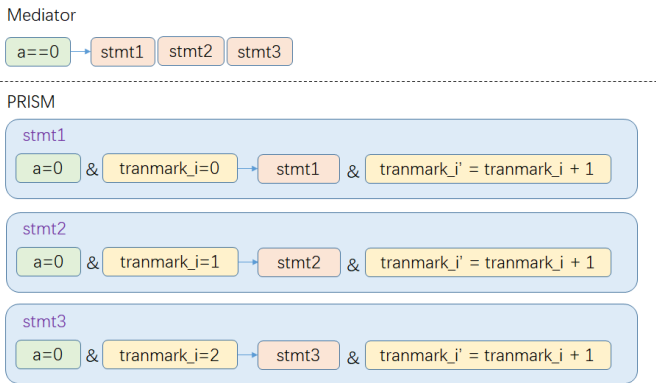 Mediator
a==0 stmt1 stmt2 stmt3
PRISM
stmt1
a=0 & tranmark_i=0 stmt1 & tranmark_i' = tranmark_i + 1
stmt2
a=0 & tranmark_i=1 stmt2 & tranmark_i' = tranmark_i + 1
stmt3
a=0 & tranmark_i=2 stmt3 & tranmark_i' = tranmark_i + 1